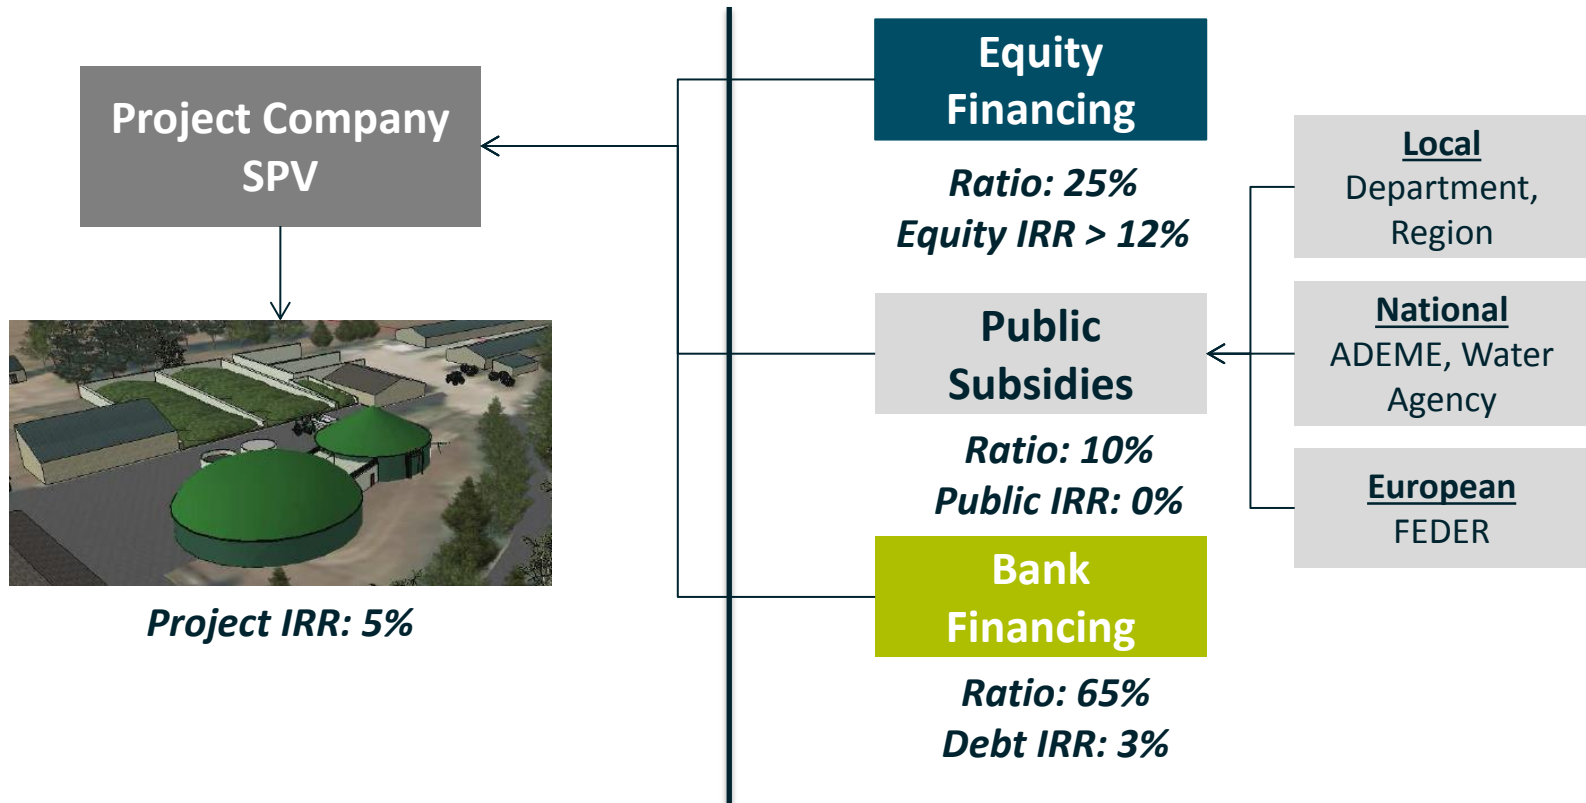 Project Company
SPV
Project IRR: 5%
Equity
Financing
Ratio: 25%
Equity IRR > 12%
Public
Subsidies
Ratio: 10%
Public IRR: 0%
Bank
Financing
Ratio: 65%
Debt IRR: 3%
Local
Department,
Region
National
ADEME, Water
Agency
European
FEDER